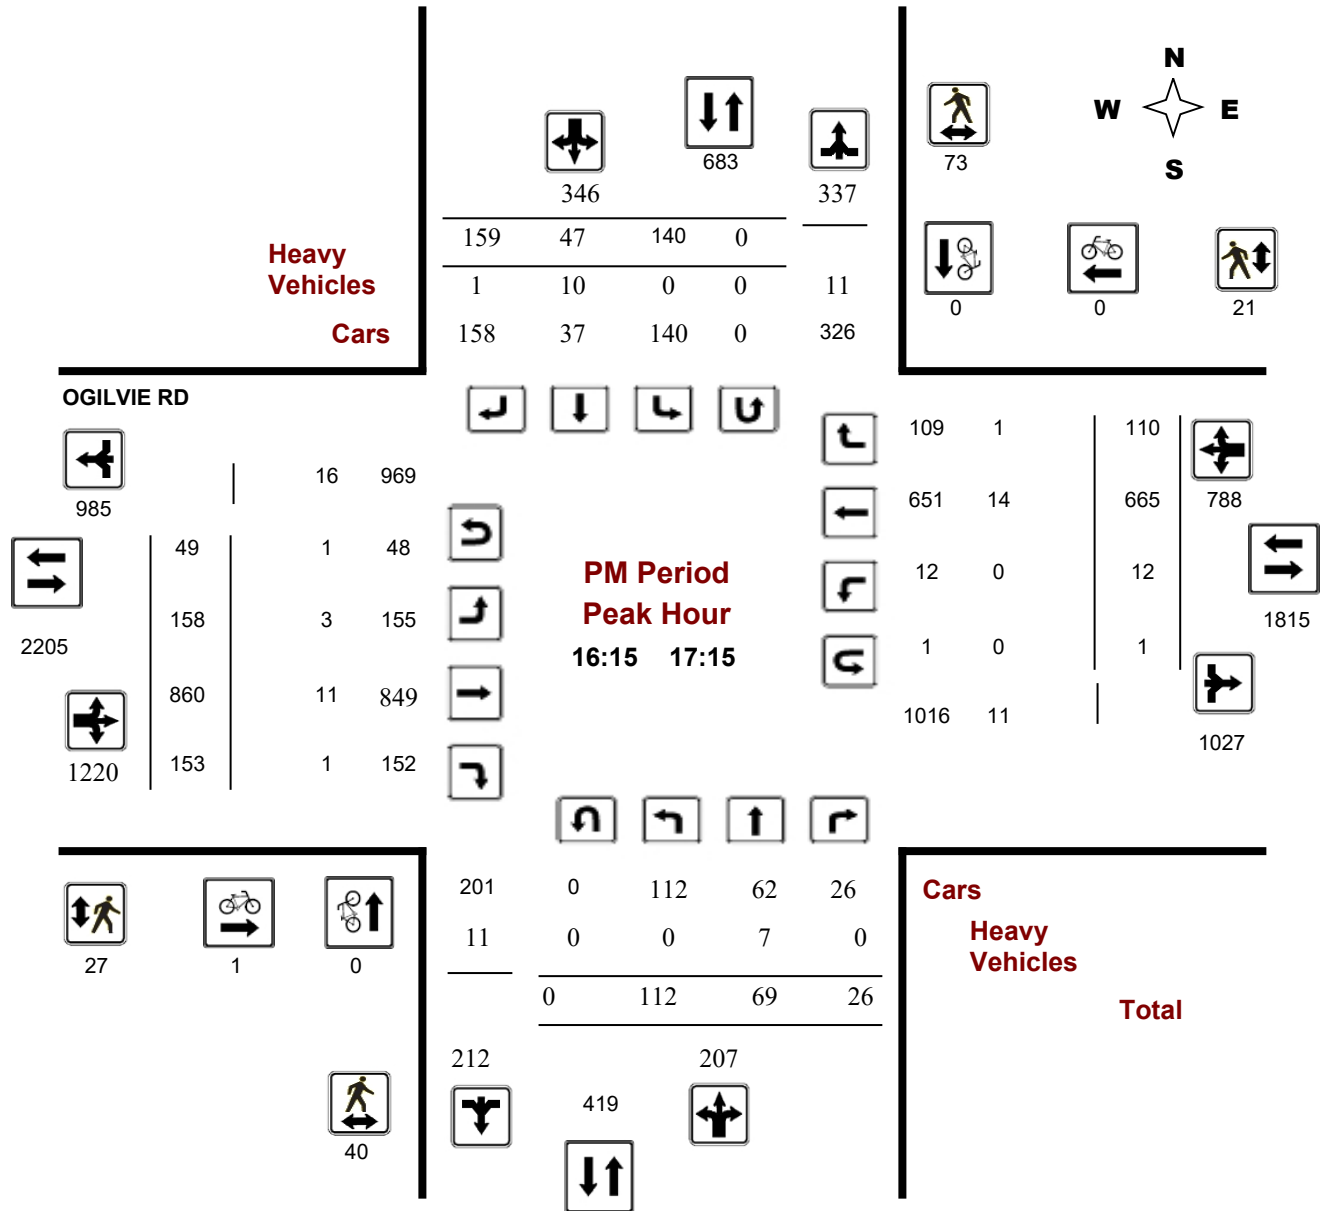 N
W E
S
683
73
346 337
159 47 140 0
Heavy
Vehicles
1 10 0 0 11
Cars
158 37 140 0 326
0 0 21
OGILVIE RD
109 1 110
16 969
985
651 14 665 788
49 1 48
PM Period
12 0 12
158 3 155
Peak Hour
1815
2205
16:15 17:15
1 0 1
860 11 849
1016 11
1027
1220 153 1 152
201 0 112 62 26
Cars
11 0 0 7 0
Heavy
Vehicles
27 1 0
0 112 69 26
Total
212 207
419
40